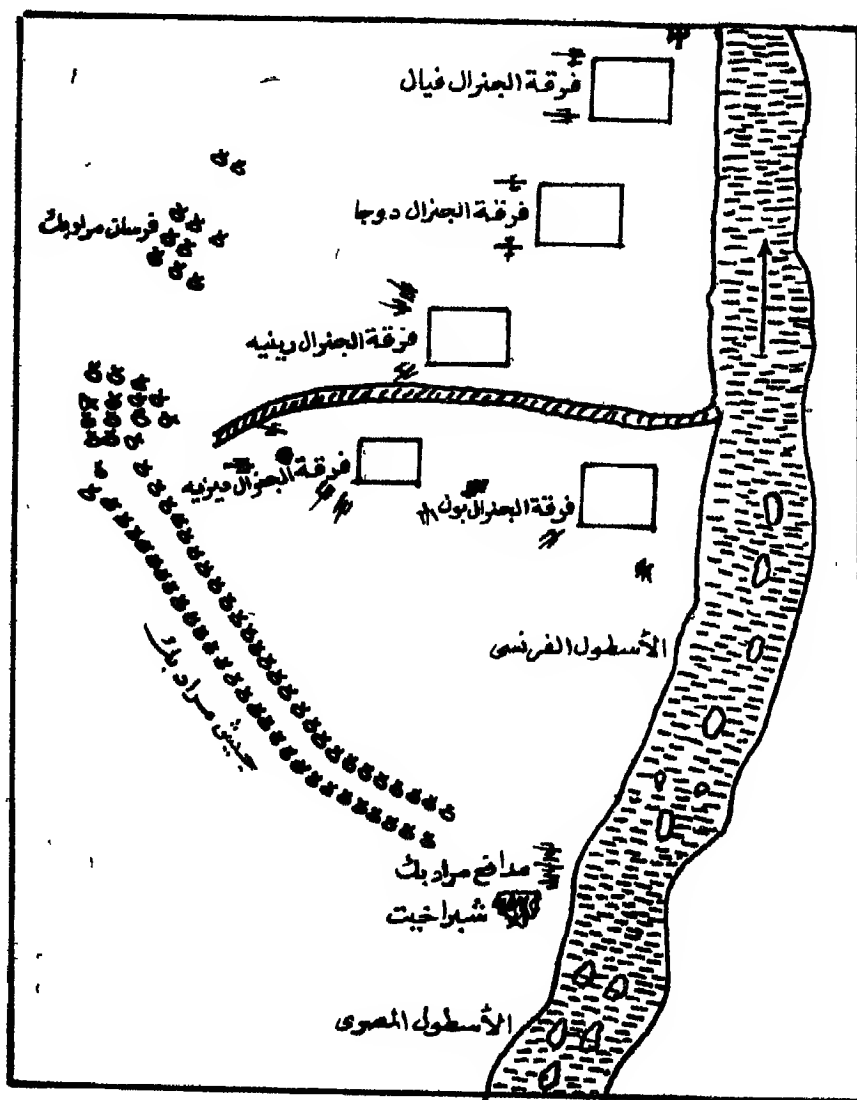 فرقة الجنرال فيال
فرقة الجنرال دوجا
فرسان مراد بك
فرقة الجنرال رينيه
فرقة الجنرال مينيه
فرقة الجنرال بون
الأسطول الفرنسى
جيش مراد بك
مدافع مراد بك
شبراخيت
الأسطول المصرى